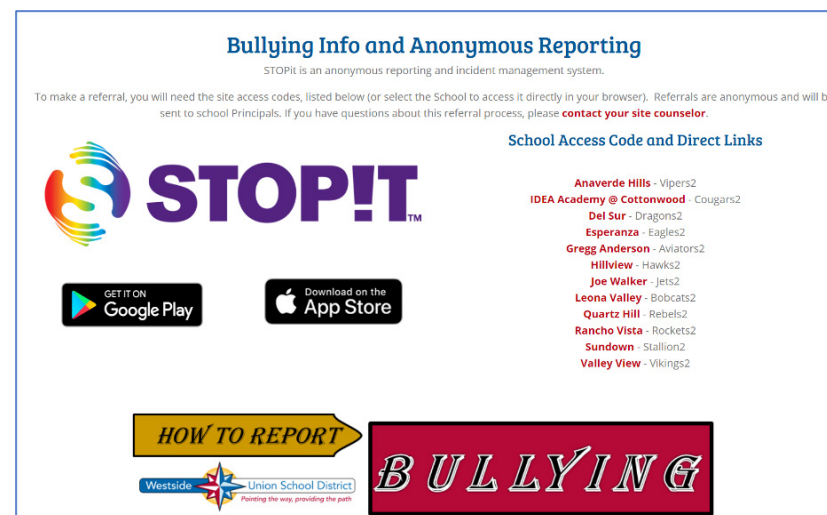 Bullying Info and Anonymous Reporting
STOPit is an anonymous reporting and incident management system.
To make a referral, you will need the site access codes, listed below (or select the School to access it directly in your browser). Referrals are anonymous and will b
sent to school Principals. If you have questions about this referral process, please contact your site counselor.
STOP!T™
GET IT ON
Google Play
Download on the
App Store
School Access Code and Direct Links
Anaverde Hills - Vipers2
IDEA Academy @ Cottonwood - Cougars2
Del Sur - Dragons2
Esperanza - Eagles2
Gregg Anderson - Aviators2
Hillview - Hawks2
Joe Walker - Jets2
Leona Valley - Bobcats2
Quartz Hill - Rebels2
Rancho Vista - Rockets2
Sundown - Stallion2
Valley View - Vikings2
HOW TO REPORT
Westside Union School District
Pointing the way, providing the path
BULLYING